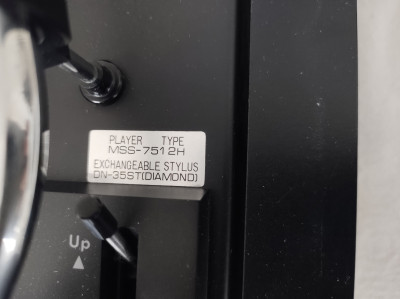 PLAYER TYPE
MSS-7512H
EXCHANGEABLE STYLUS
DN-35ST(DIAMOND)
Up